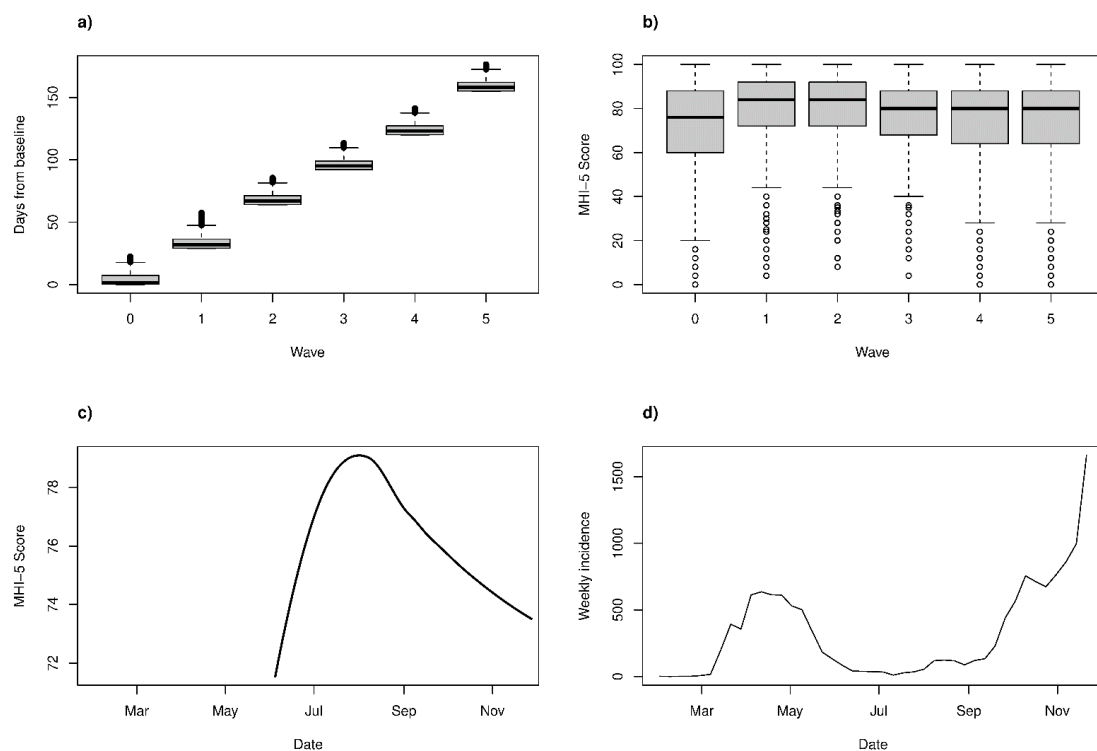 a)
Days from baseline
150
100
50
0
0 1 2 3 4 5
Wave
b)
MHI−5 Score
100
80
60
40
20
0
0 1 2 3 4 5
Wave
c)
MHI−5 Score
78
76
74
72
Mar May Jul Sep Nov
Date
d)
Weekly incidence
1500
1000
500
0
Mar May Jul Sep Nov
Date